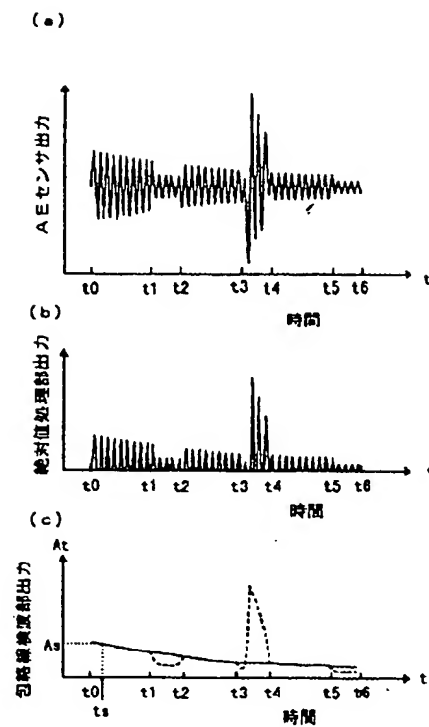 (a)
AEセンサ出力
t0 t1 t2 t3 t4 t5 t6 t
時間
(b)
絶対値処理部出力
t0 t1 t2 t3 t4 t5 t6 t
時間
(c)
包絡線検波部出力
At
As
t0 t1 t2 t3 t4 t5 t6 t
ts
時間